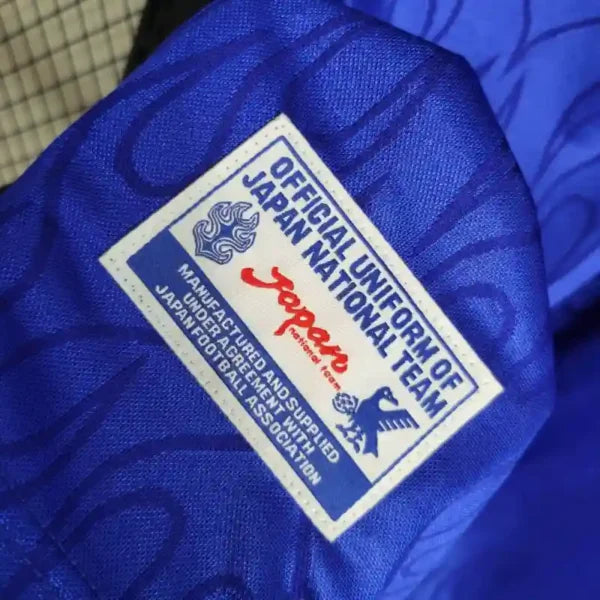 OFFICIAL UNIFORM OF
JAPAN NATIONAL TEAM
Japan
national team
MANUFACTURED AND SUPPLIED
UNDER AGREEMENT WITH
JAPAN FOOTBALL ASSOCIATION